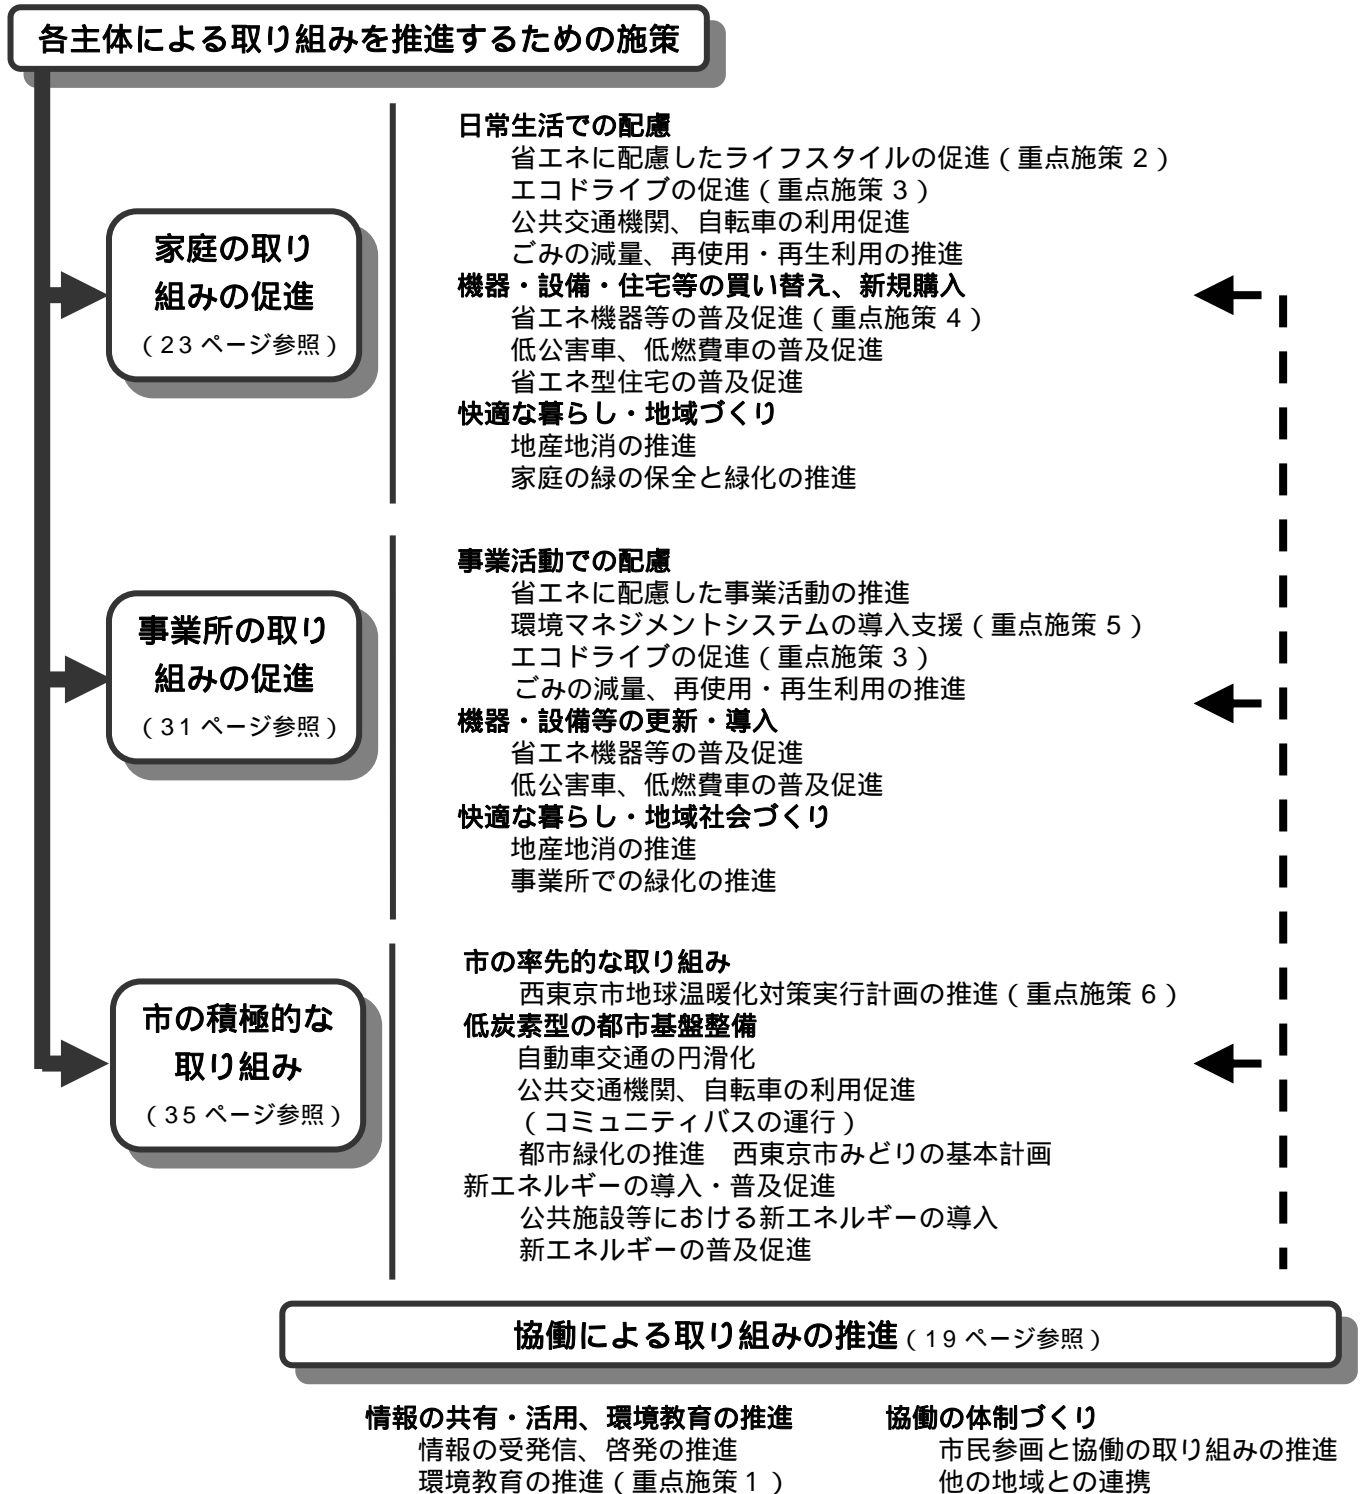 各主体による取り組みを推進するための施策
家庭の取り
組みの促進
（23ページ参照）
日常生活での配慮
省エネに配慮したライフスタイルの促進（重点施策 2）
エコドライブの促進（重点施策 3）
公共交通機関、自転車の利用促進
ごみの減量、再使用・再生利用の推進
機器・設備・住宅等の買い替え、新規購入
省エネ機器等の普及促進（重点施策 4）
低公害車、低燃費車の普及促進
省エネ型住宅の普及促進
快適な暮らし・地域づくり
地産地消の推進
家庭の緑の保全と緑化の推進
事業所の取り
組みの促進
（31ページ参照）
事業活動での配慮
省エネに配慮した事業活動の推進
環境マネジメントシステムの導入支援（重点施策 5）
エコドライブの促進（重点施策 3）
ごみの減量、再使用・再生利用の推進
機器・設備等の更新・導入
省エネ機器等の普及促進
低公害車、低燃費車の普及促進
快適な暮らし・地域社会づくり
地産地消の推進
事業所での緑化の推進
市の積極的な
取り組み
（35ページ参照）
市の率先的な取り組み
西東京市地球温暖化対策実行計画の推進（重点施策 6）
低炭素型の都市基盤整備
自動車交通の円滑化
公共交通機関、自転車の利用促進
（コミュニティバスの運行）
都市緑化の推進　西東京市みどりの基本計画
新エネルギーの導入・普及促進
公共施設等における新エネルギーの導入
新エネルギーの普及促進
協働による取り組みの推進（19ページ参照）
情報の共有・活用、環境教育の推進
情報の受発信、啓発の推進
環境教育の推進（重点施策1）
協働の体制づくり
市民参画と協働の取り組みの推進
他の地域との連携